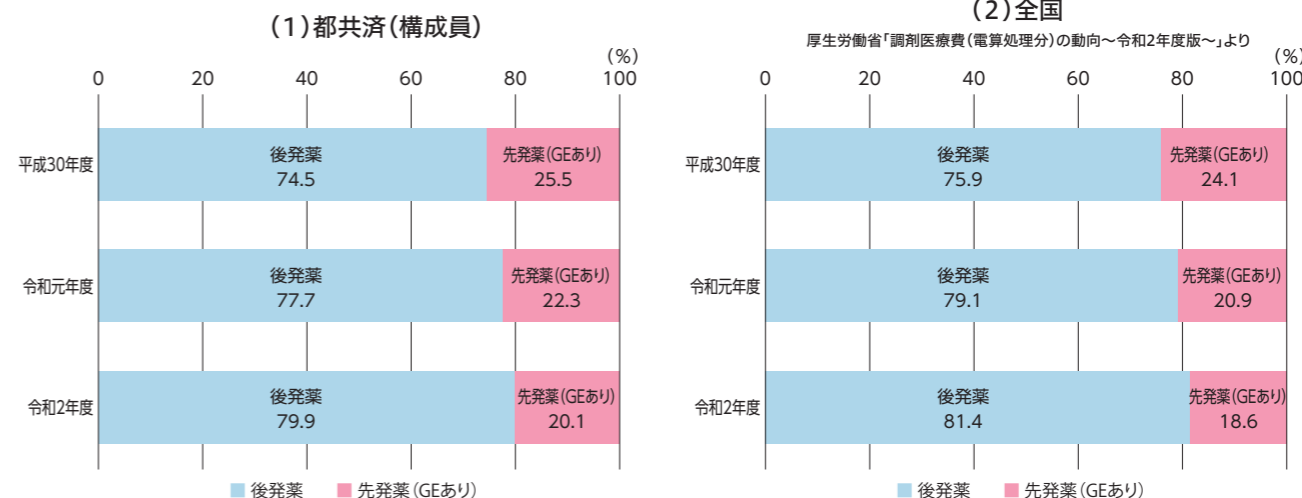 (1)都共済(構成員)
(%)
0 20 40 60 80 100
平成30年度
後発薬
74.5
先発薬(GEあり)
25.5
令和元年度
後発薬
77.7
先発薬(GEあり)
22.3
令和2年度
後発薬
79.9
先発薬(GEあり)
20.1
後発薬 先発薬(GEあり)
(2)全国
厚生労働省「調剤医療費(電算処理分)の動向~令和2年度版~」より
(%)
0 20 40 60 80 100
平成30年度
後発薬
75.9
先発薬(GEあり)
24.1
令和元年度
後発薬
79.1
先発薬(GEあり)
20.9
令和2年度
後発薬
81.4
先発薬(GEあり)
18.6
後発薬 先発薬(GEあり)